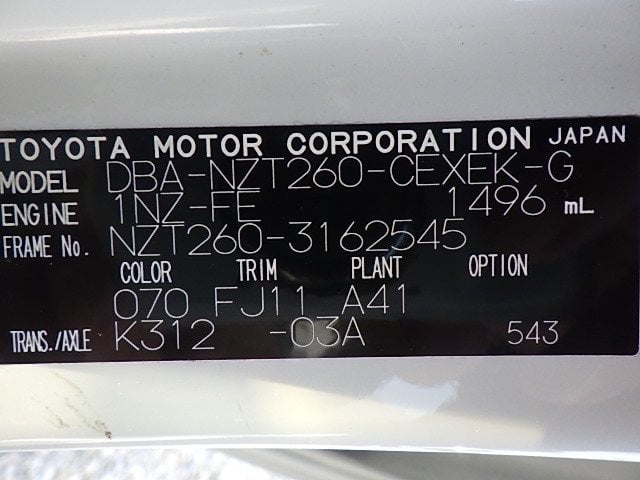 TOYOTA MOTOR CORPORATION JAPAN
MODEL DBA-NZT260-CEXEK-G
ENGINE 1NZ-FE 1496 mL
FRAME No. NZT260-3162545
COLOR TRIM PLANT OPTION
070 FJ11 A41
TRANS./AXLE K312 -03A 543